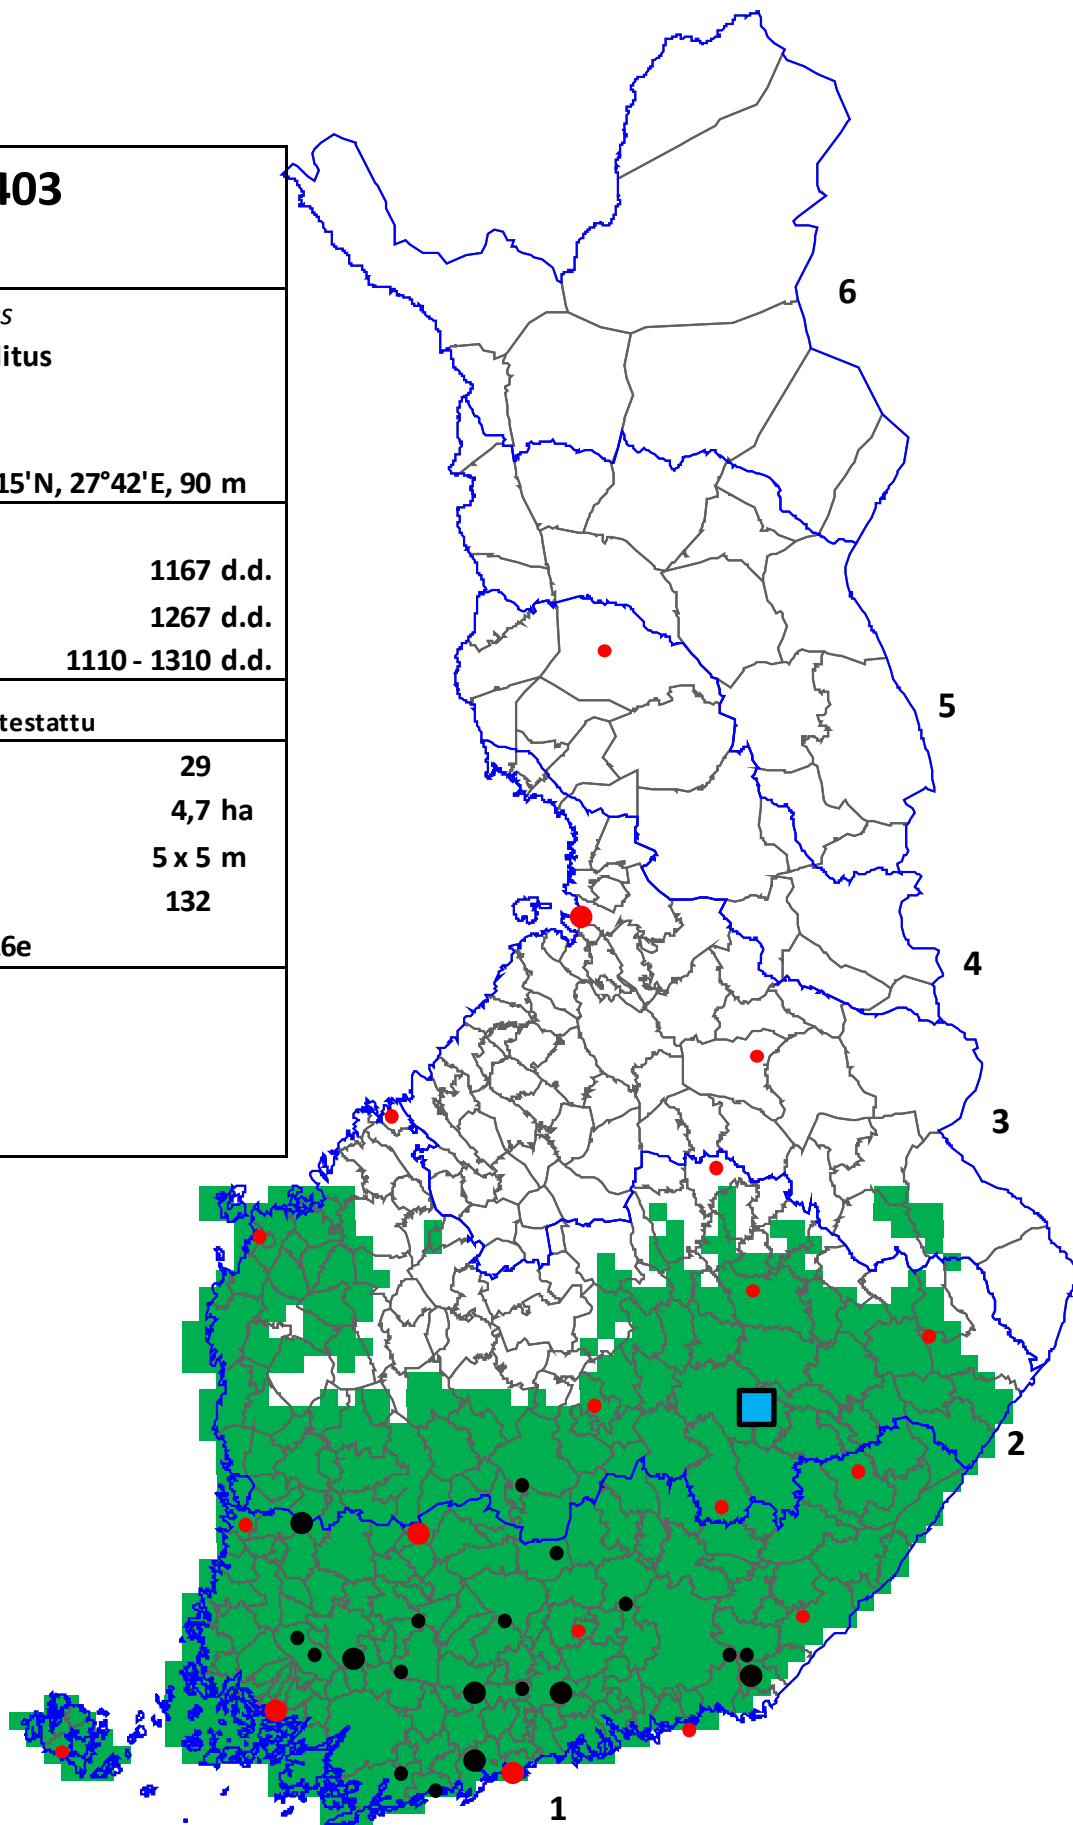 403
s
litus
15'N, 27°42'E, 90 m
1167 d.d.
1267 d.d.
1110 - 1310 d.d.
testattu
29
4,7 ha
5 x 5 m
132
6e
6
5
4
3
2
1